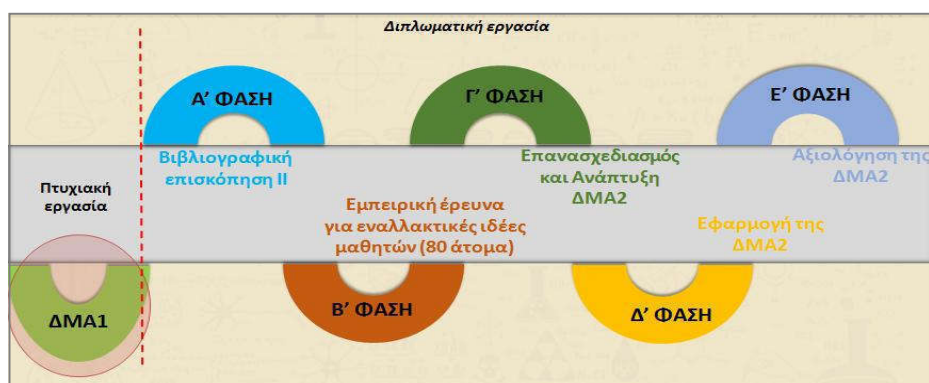 Διπλωματική εργασία
Α’ ΦΑΣΗ
Γ’ ΦΑΣΗ
Ε’ ΦΑΣΗ
Βιβλιογραφική
επισκόπηση ΙΙ
Επανασχεδιασμός
και Ανάπτυξη
ΔΜΑ2
Αξιολόγηση της
ΔΜΑ2
Πτυχιακή
εργασία
Εμπειρική έρευνα
για εναλλακτικές ιδέες
μαθητών (80 άτομα)
Εφαρμογή της
ΔΜΑ2
ΔΜΑ1
Β’ ΦΑΣΗ
Δ’ ΦΑΣΗ